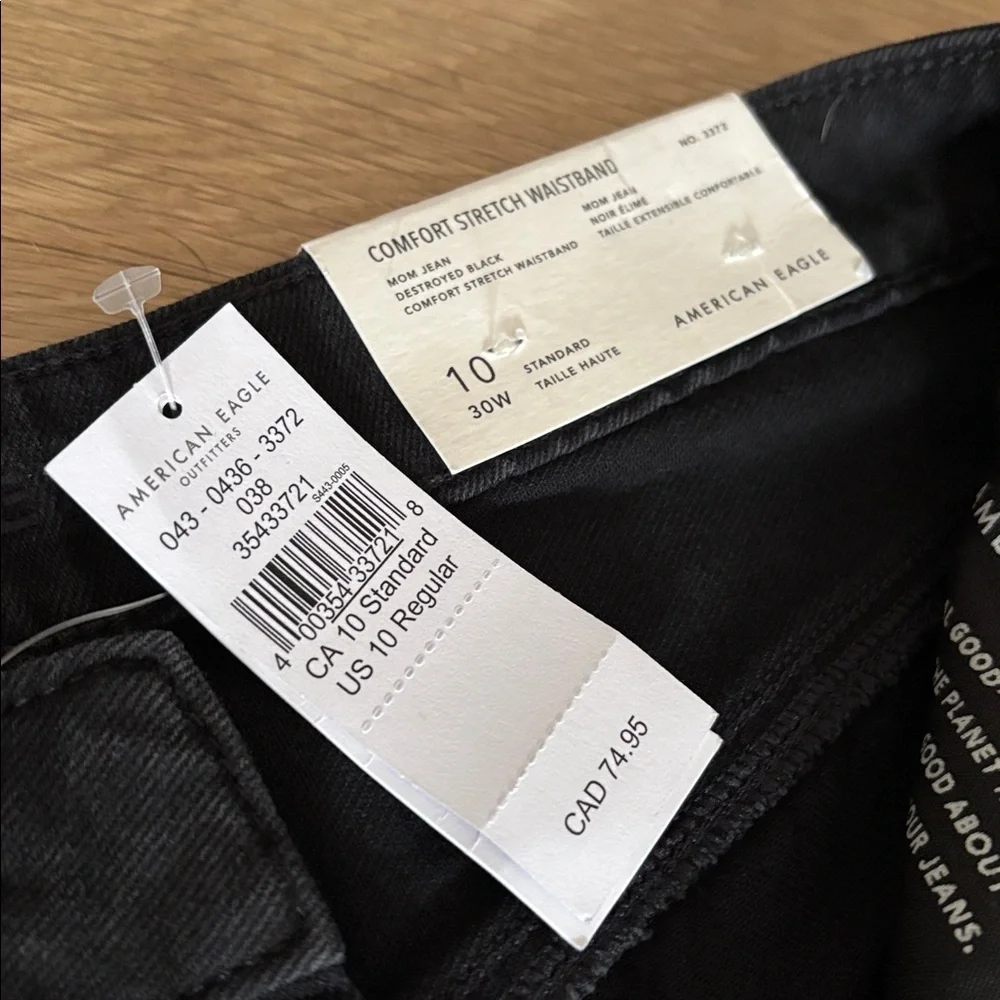 COMFORT STRETCH WAISTBAND
NO. 3372
MOM JEAN
DESTROYED BLACK
COMFORT STRETCH WAISTBAND
MOM JEAN
NOIR ÉLIMÉ
TAILLE EXTENSIBLE CONFORTABLE
10
30W
STANDARD
TAILLE HAUTE
AMERICAN EAGLE
AMERICAN EAGLE
OUTFITTERS
043 - 0436 - 3372
038
35433721
S443-0005
4 00354 33721 8
CA 10 Standard
US 10 Regular
CAD 74.95
GOOD
PLANET
GOOD ABOUT
JEANS.